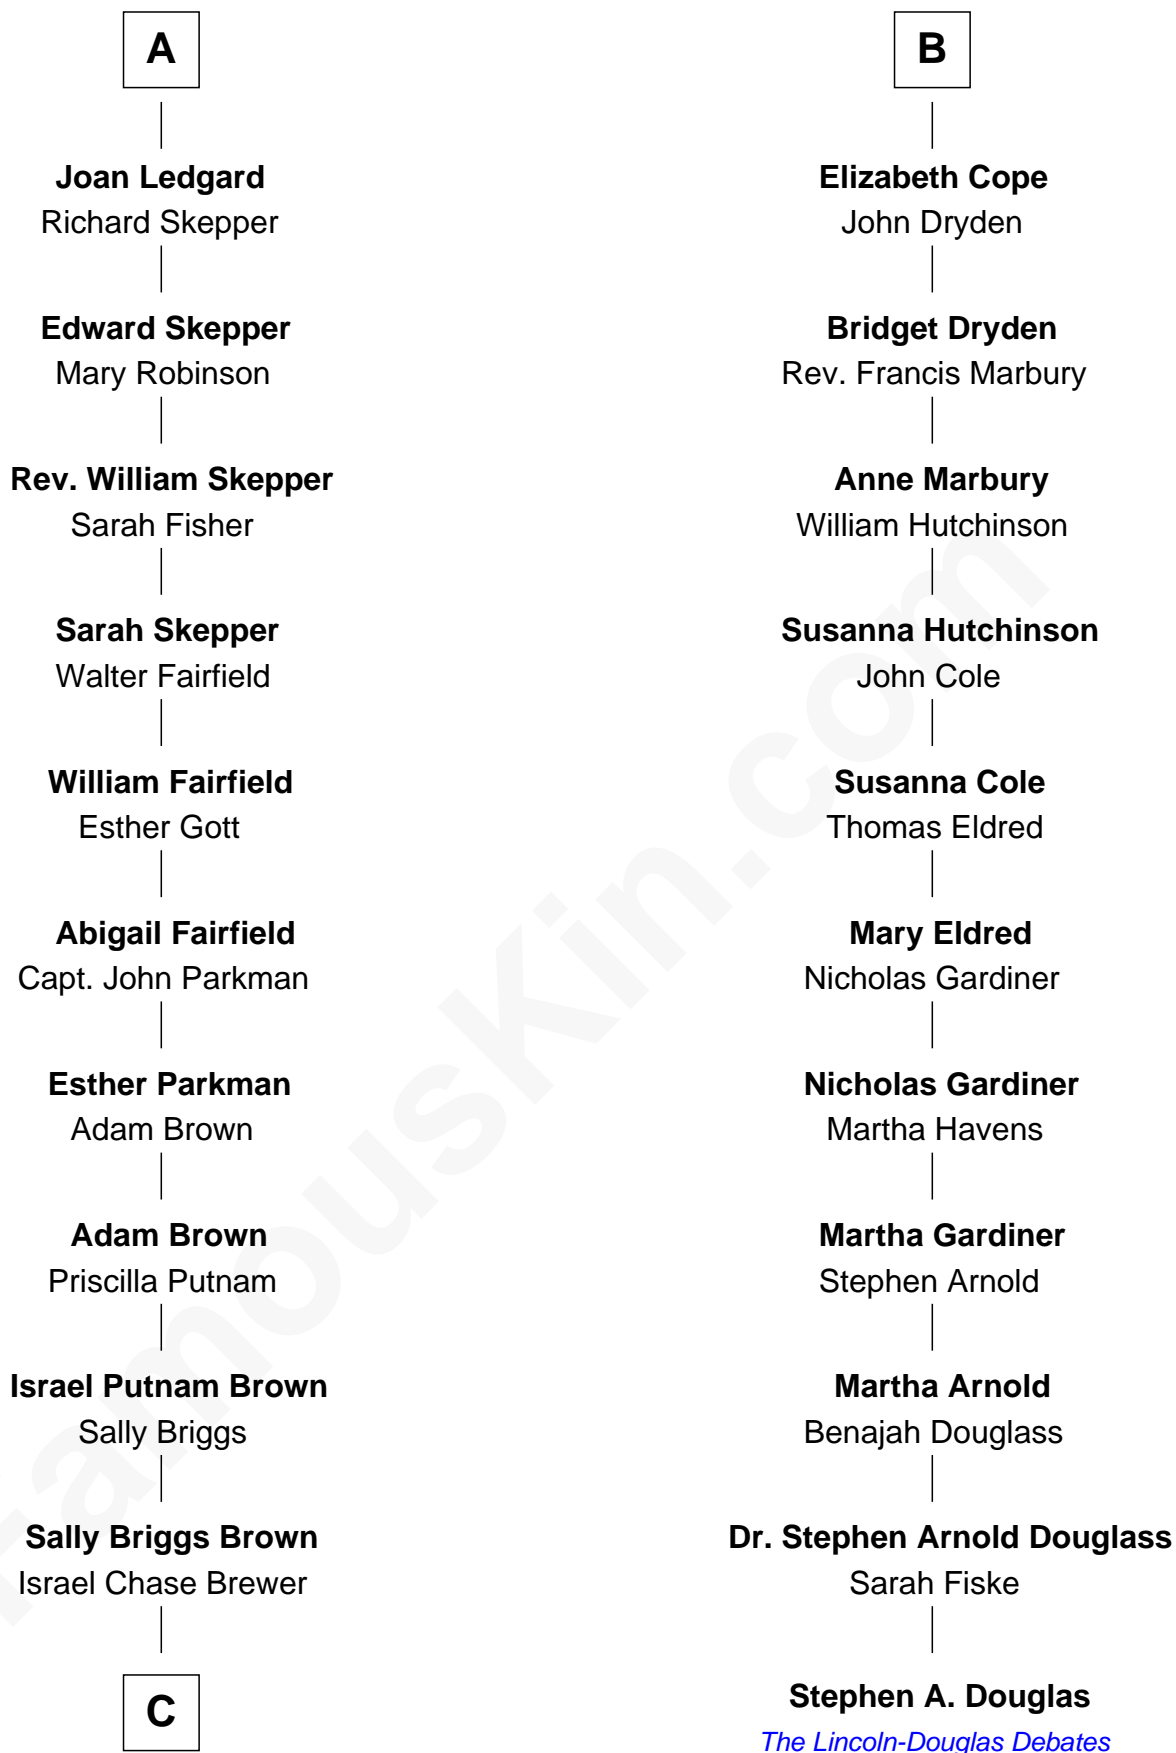 A
Joan Ledgard
Richard Skepper
Edward Skepper
Mary Robinson
Rev. William Skepper
Sarah Fisher
Sarah Skepper
Walter Fairfield
William Fairfield
Esther Gott
Abigail Fairfield
Capt. John Parkman
Esther Parkman
Adam Brown
Adam Brown
Priscilla Putnam
Israel Putnam Brown
Sally Briggs
Sally Briggs Brown
Israel Chase Brewer
C
B
Elizabeth Cope
John Dryden
Bridget Dryden
Rev. Francis Marbury
Anne Marbury
William Hutchinson
Susanna Hutchinson
John Cole
Susanna Cole
Thomas Eldred
Mary Eldred
Nicholas Gardiner
Nicholas Gardiner
Martha Havens
Martha Gardiner
Stephen Arnold
Martha Arnold
Benajah Douglass
Dr. Stephen Arnold Douglass
Sarah Fiske
Stephen A. Douglas
The Lincoln-Douglas Debates
FamousKin.com